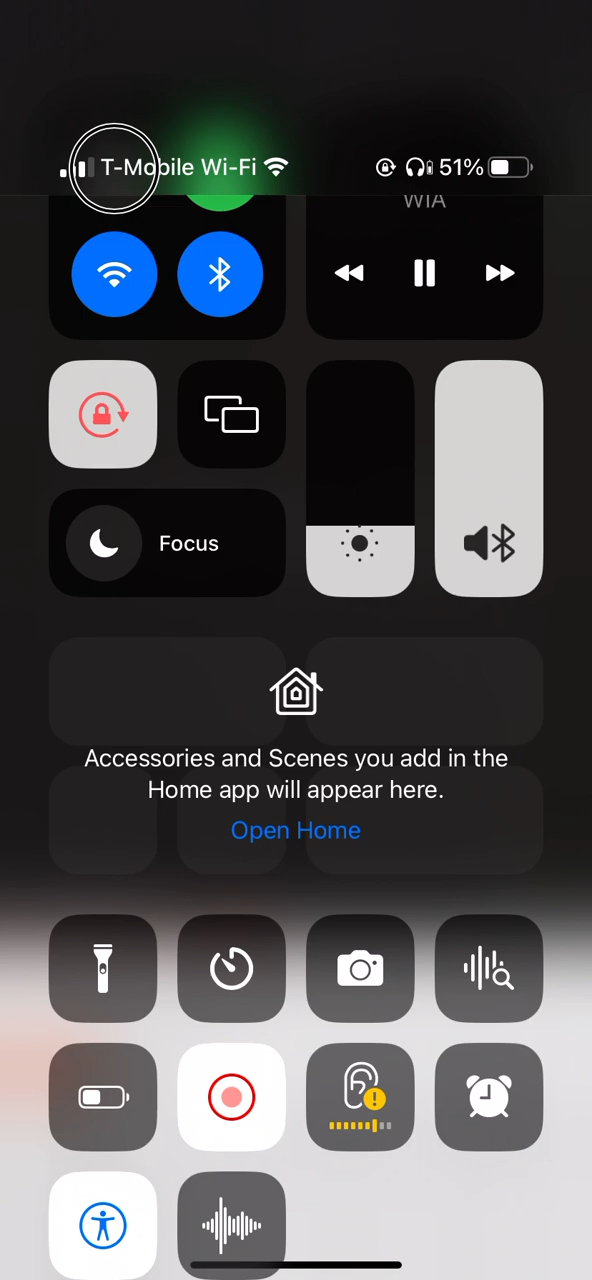 T-Mobile Wi-Fi 51%
WIA
Focus
Accessories and Scenes you add in the
Home app will appear here.
Open Home